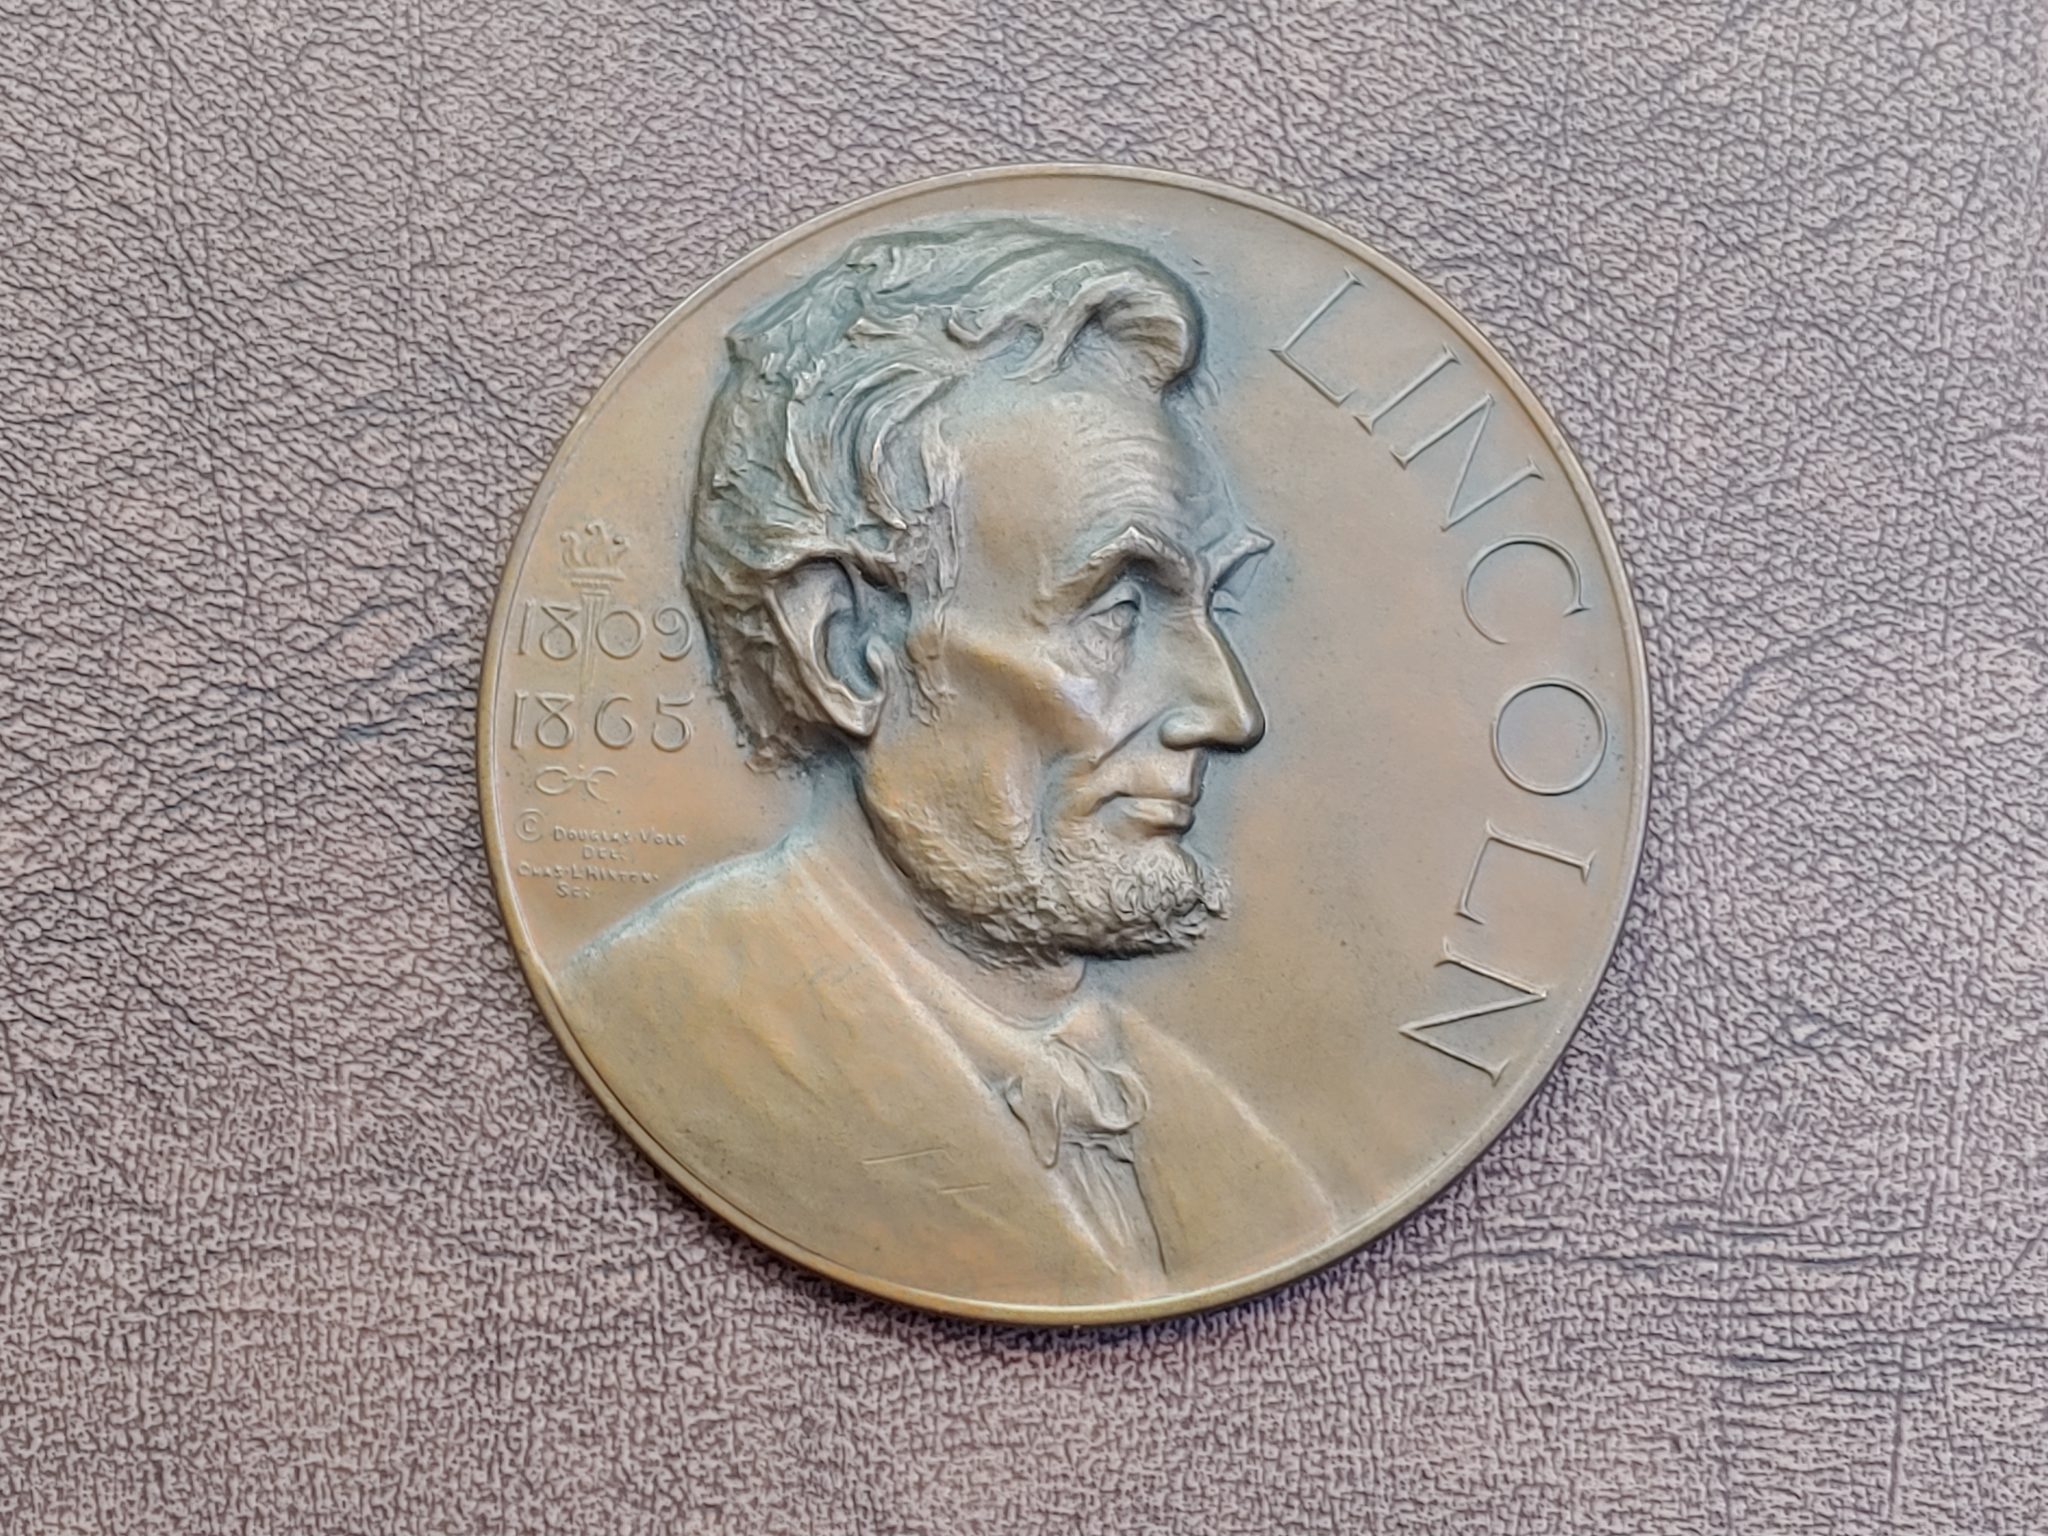 LINCOLN
1809
1865
© DOUGLAS VOLK
DEL.
CHAS·L·HINTON·
SC·